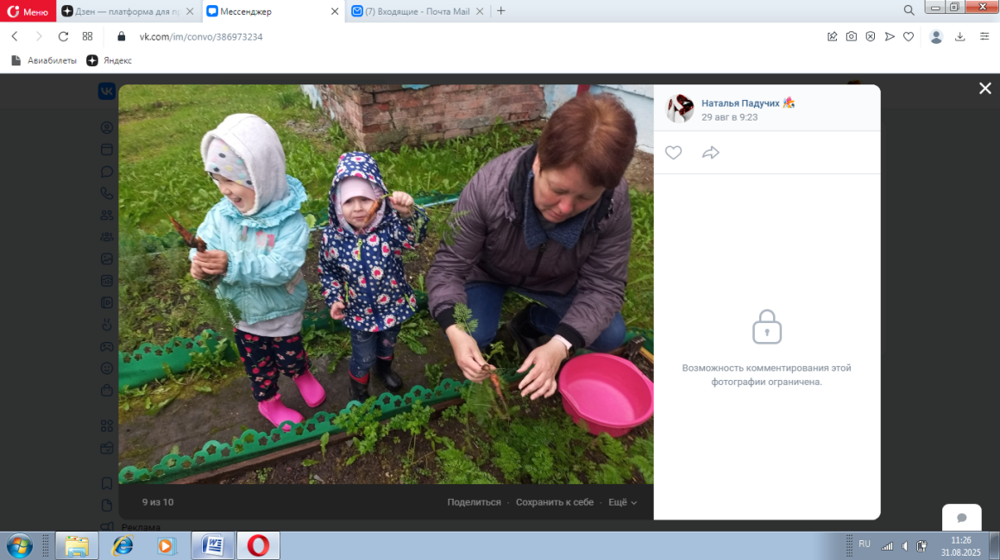 Меню
Дзен — платформа для пр
Мессенджер
(7) Входящие - Почта Mail
vk.com/im/convo/386973234
Авиабилеты
Яндекс
Наталья Падучих
29 авг в 9:23
Возможность комментирования этой
фотографии ограничена.
9 из 10
Поделиться · Сохранить к себе · Ещё
Реклама
RU
11:26
31.08.2025